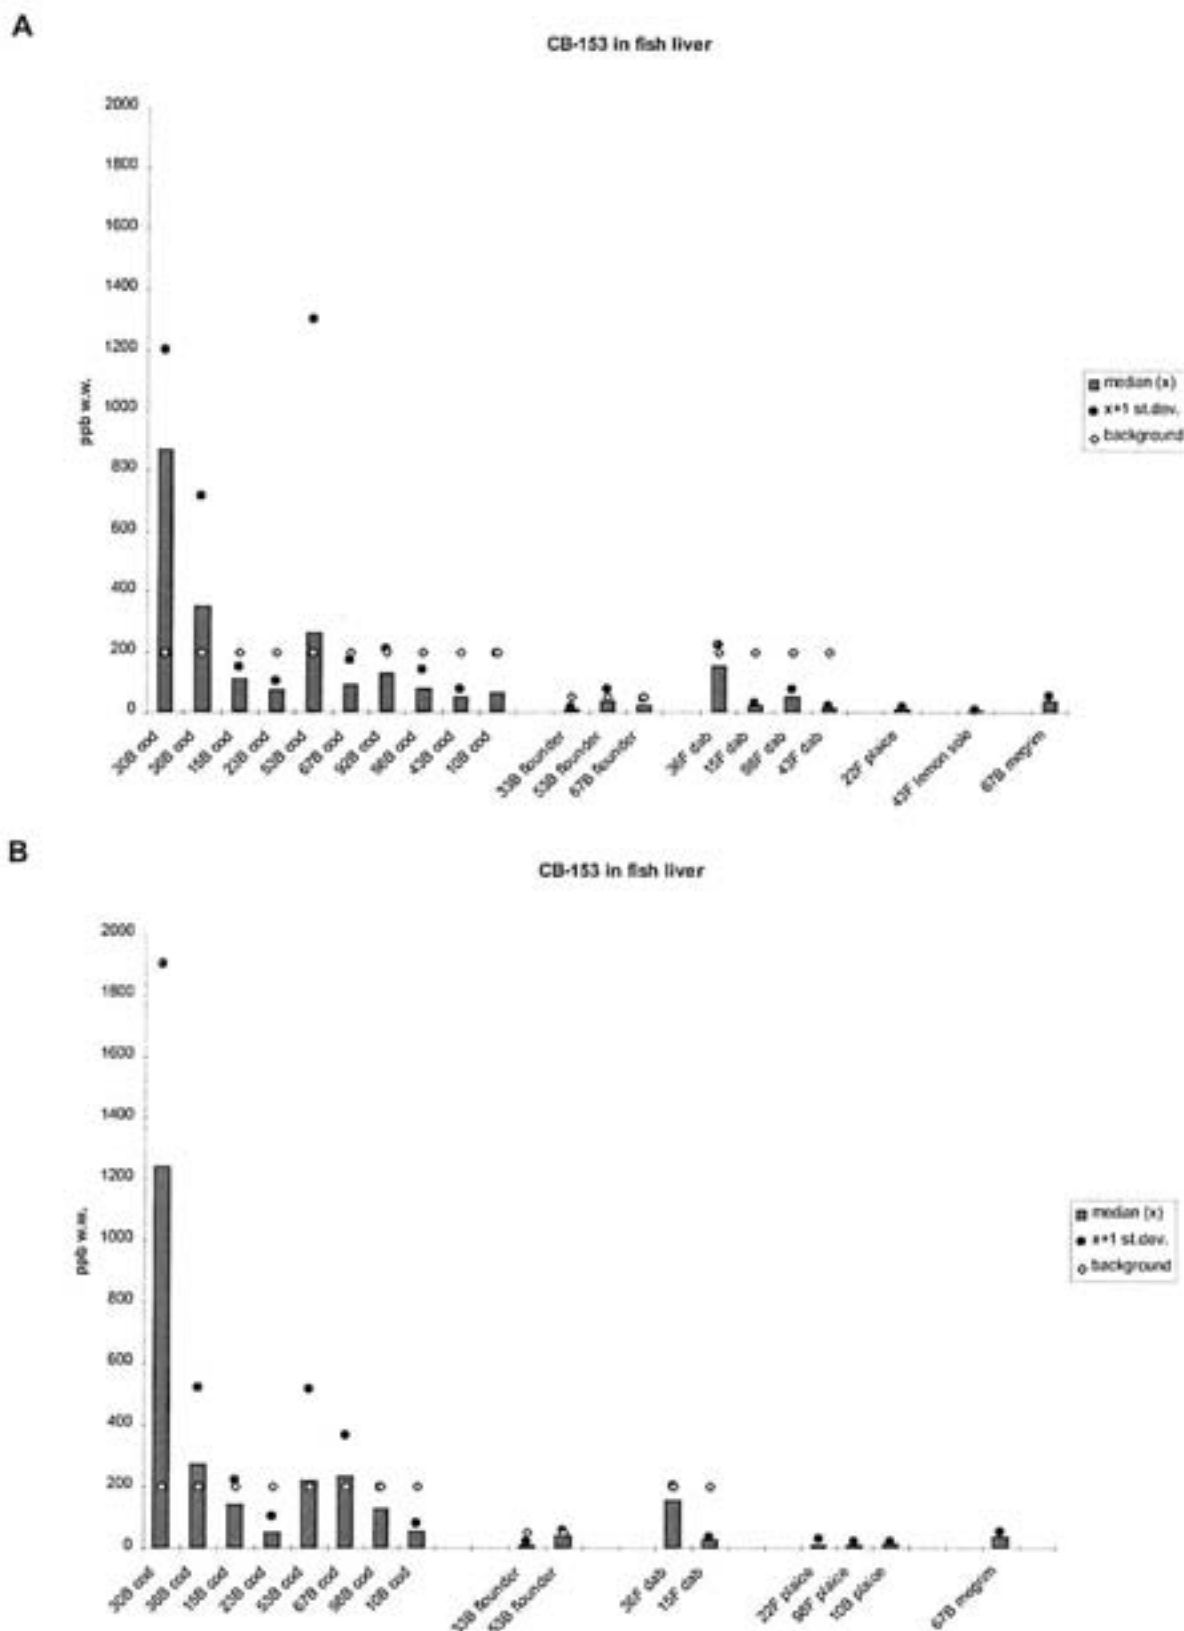 A
CB-153 in fish liver
2000
1800
1600
1400
1200
1000
800
600
400
200
0
ppb w.w.
median (x)
x+1 st.dev.
background
30B cod
36B cod
15B cod
23B cod
53B cod
67B cod
92B cod
98B cod
43B cod
10B cod
33B flounder
53B flounder
67B flounder
36F dab
15F dab
98F dab
43F dab
22F plaice
43F lemon sole
67B megrim
B
CB-153 in fish liver
2000
1800
1600
1400
1200
1000
800
600
400
200
0
ppb w.w.
median (x)
x+1 st.dev.
background
30B cod
36B cod
15B cod
23B cod
53B cod
67B cod
98B cod
10B cod
33B flounder
53B flounder
36F dab
15F dab
22F plaice
98F plaice
10B plaice
67B megrim